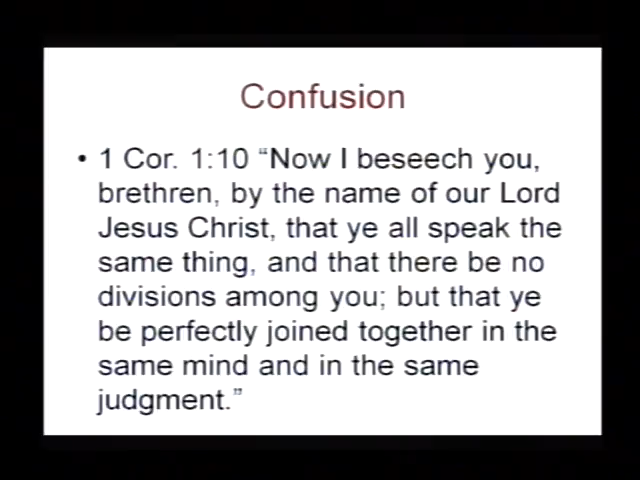 Confusion
• 1 Cor. 1:10 “Now I beseech you,
brethren, by the name of our Lord
Jesus Christ, that ye all speak the
same thing, and that there be no
divisions among you; but that ye
be perfectly joined together in the
same mind and in the same
judgment.”